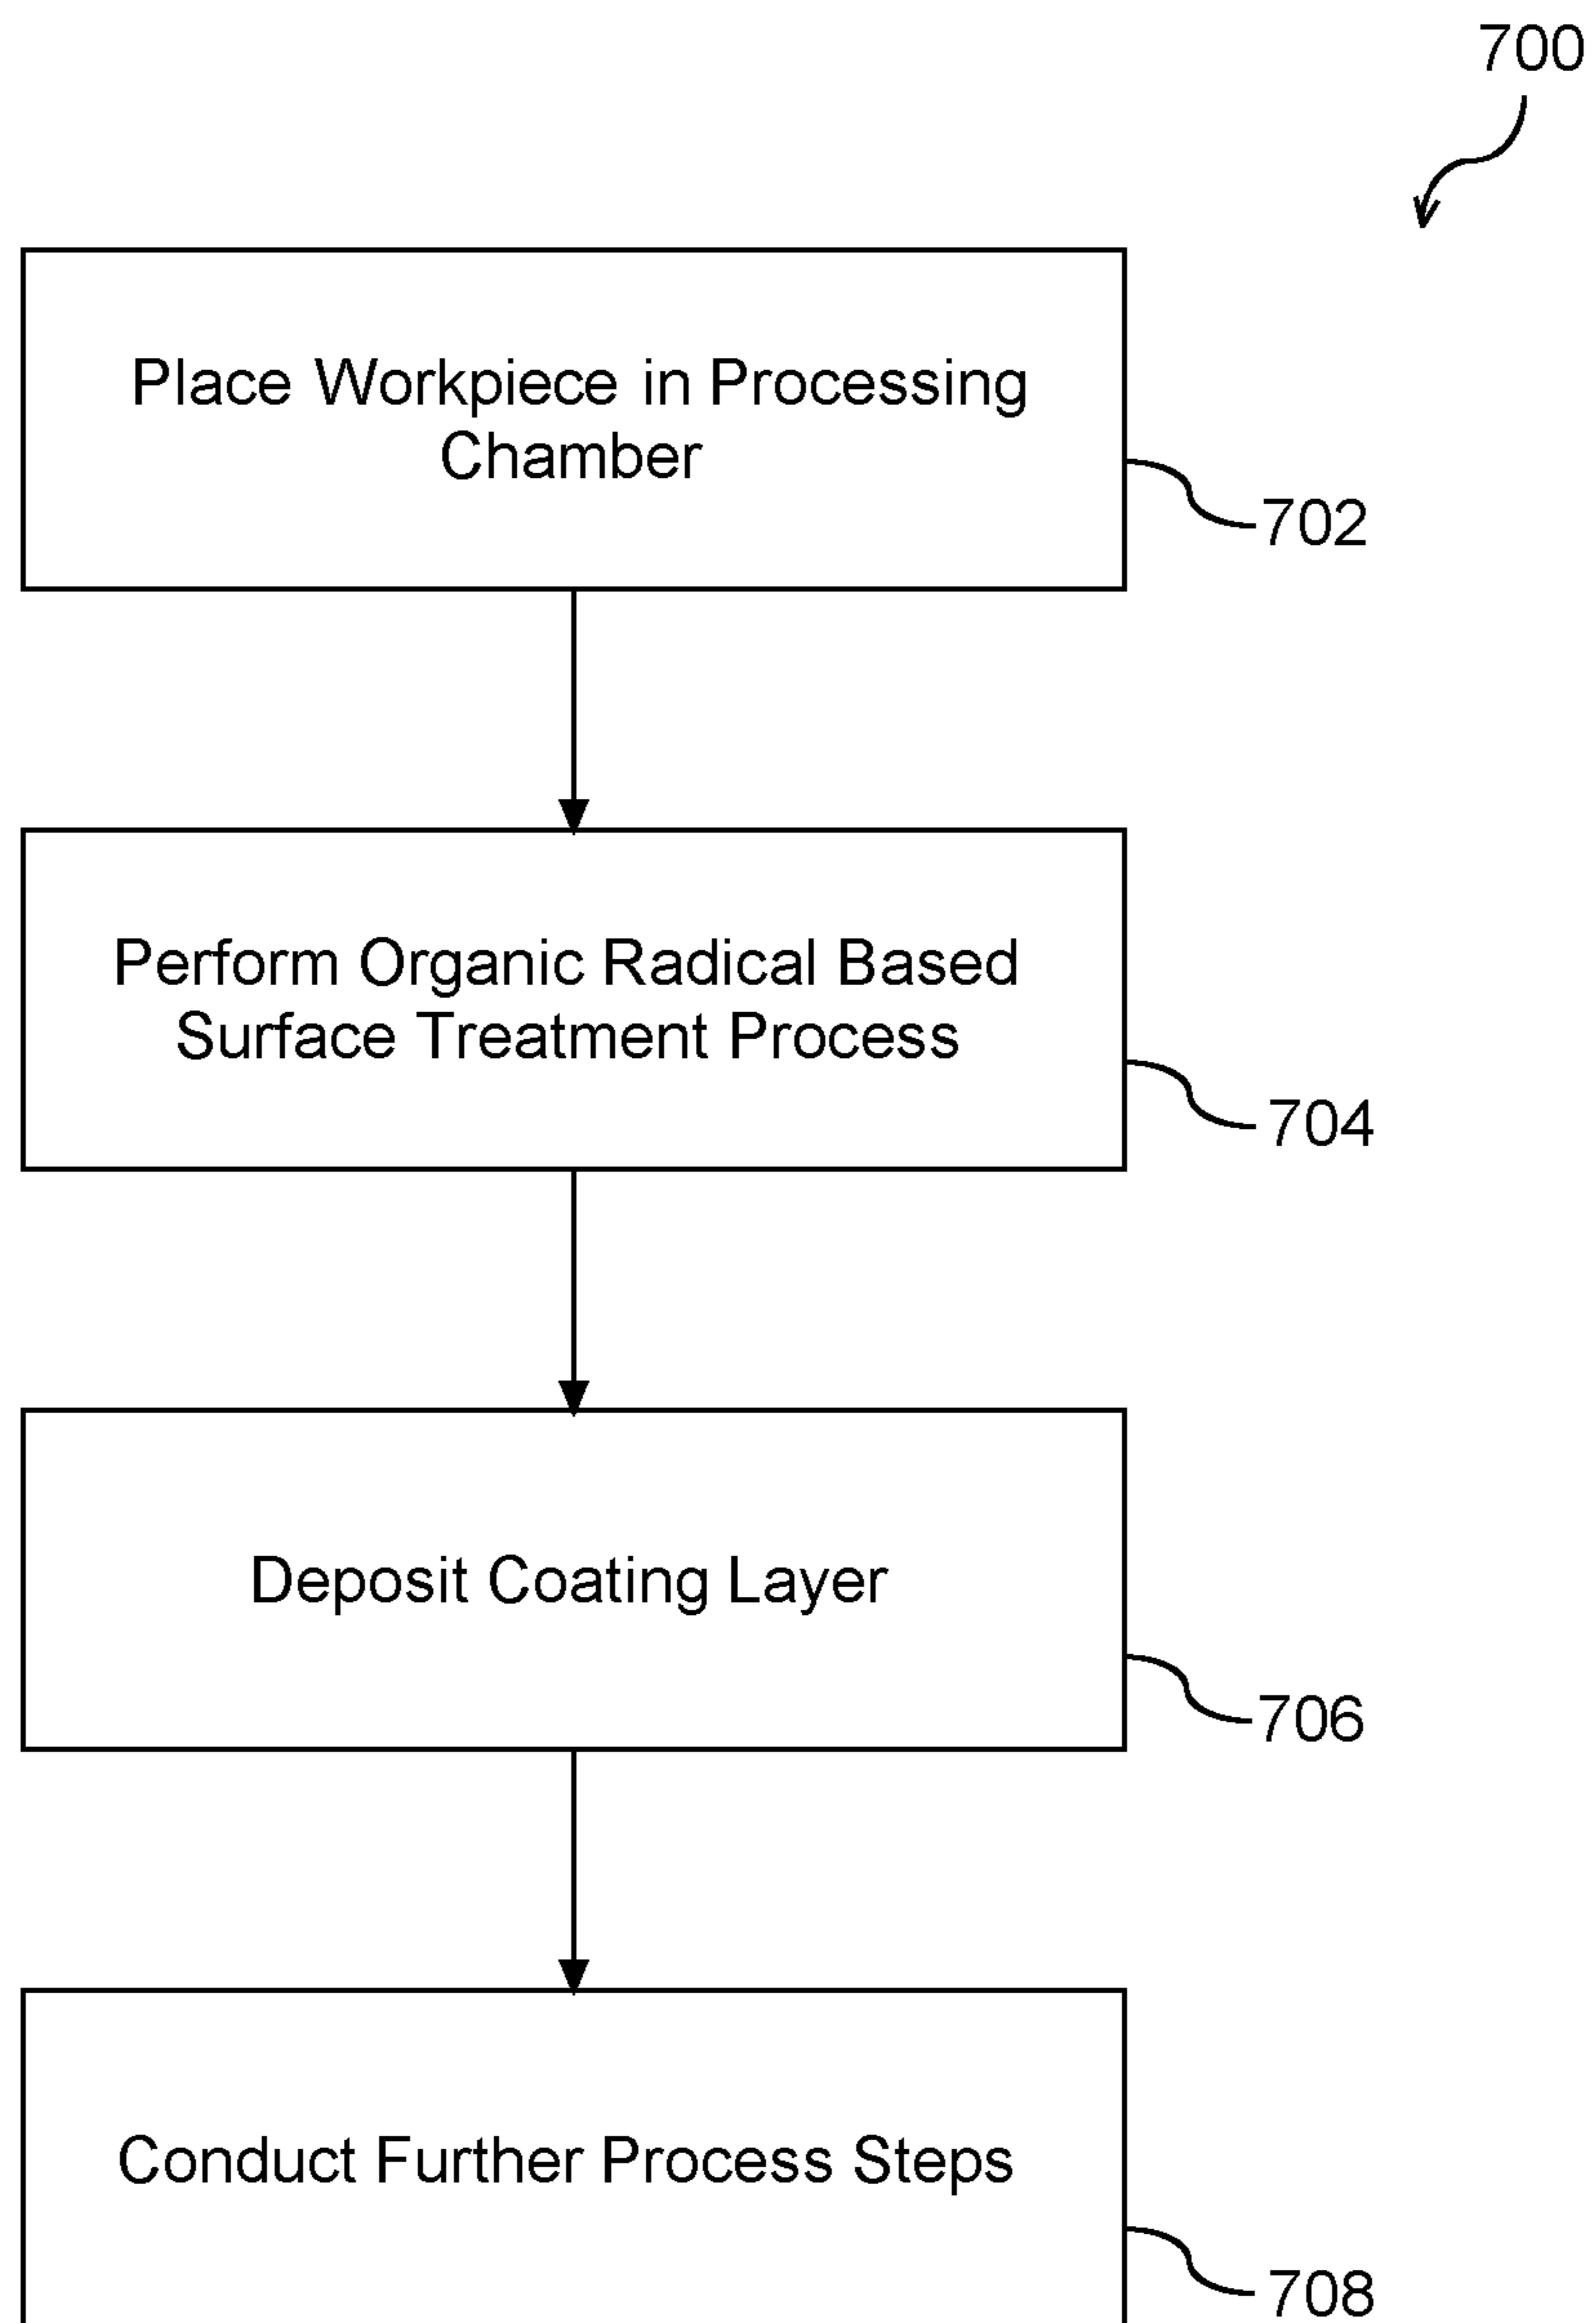 700
Place Workpiece in Processing
Chamber
702
Perform Organic Radical Based
Surface Treatment Process
704
Deposit Coating Layer
706
Conduct Further Process Steps
708